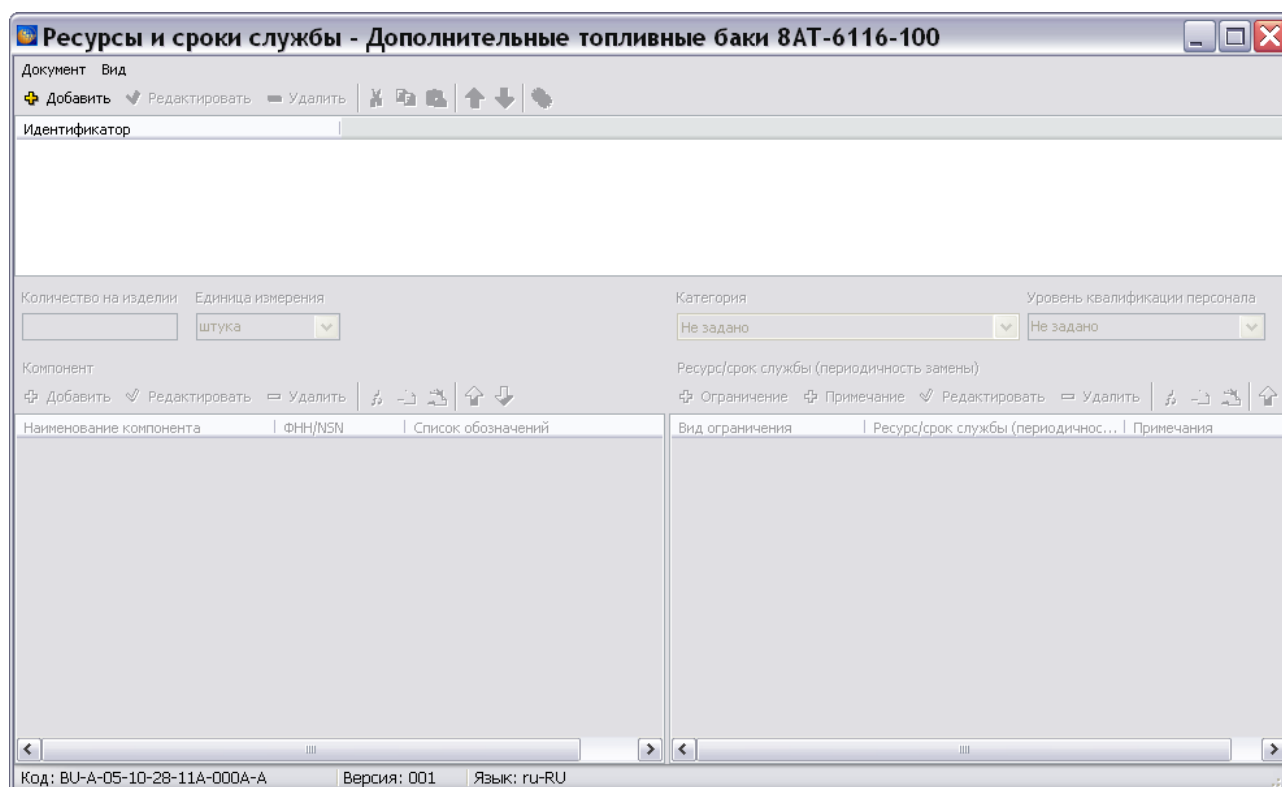 Ресурсы и сроки службы - Дополнительные топливные баки 8АТ-6116-100
Документ Вид
Добавить Редактировать Удалить
Идентификатор
Количество на изделии Единица измерения Категория Уровень квалификации персонала
штука Не задано Не задано
Компонент Ресурс/срок службы (периодичность замены)
Добавить Редактировать Удалить Ограничение Примечание Редактировать Удалить
Наименование компонента ФНН/NSN Список обозначений Вид ограничения Ресурс/срок службы (периодичнос... Примечания
Код: BU-A-05-10-28-11A-000A-A Версия: 001 Язык: ru-RU